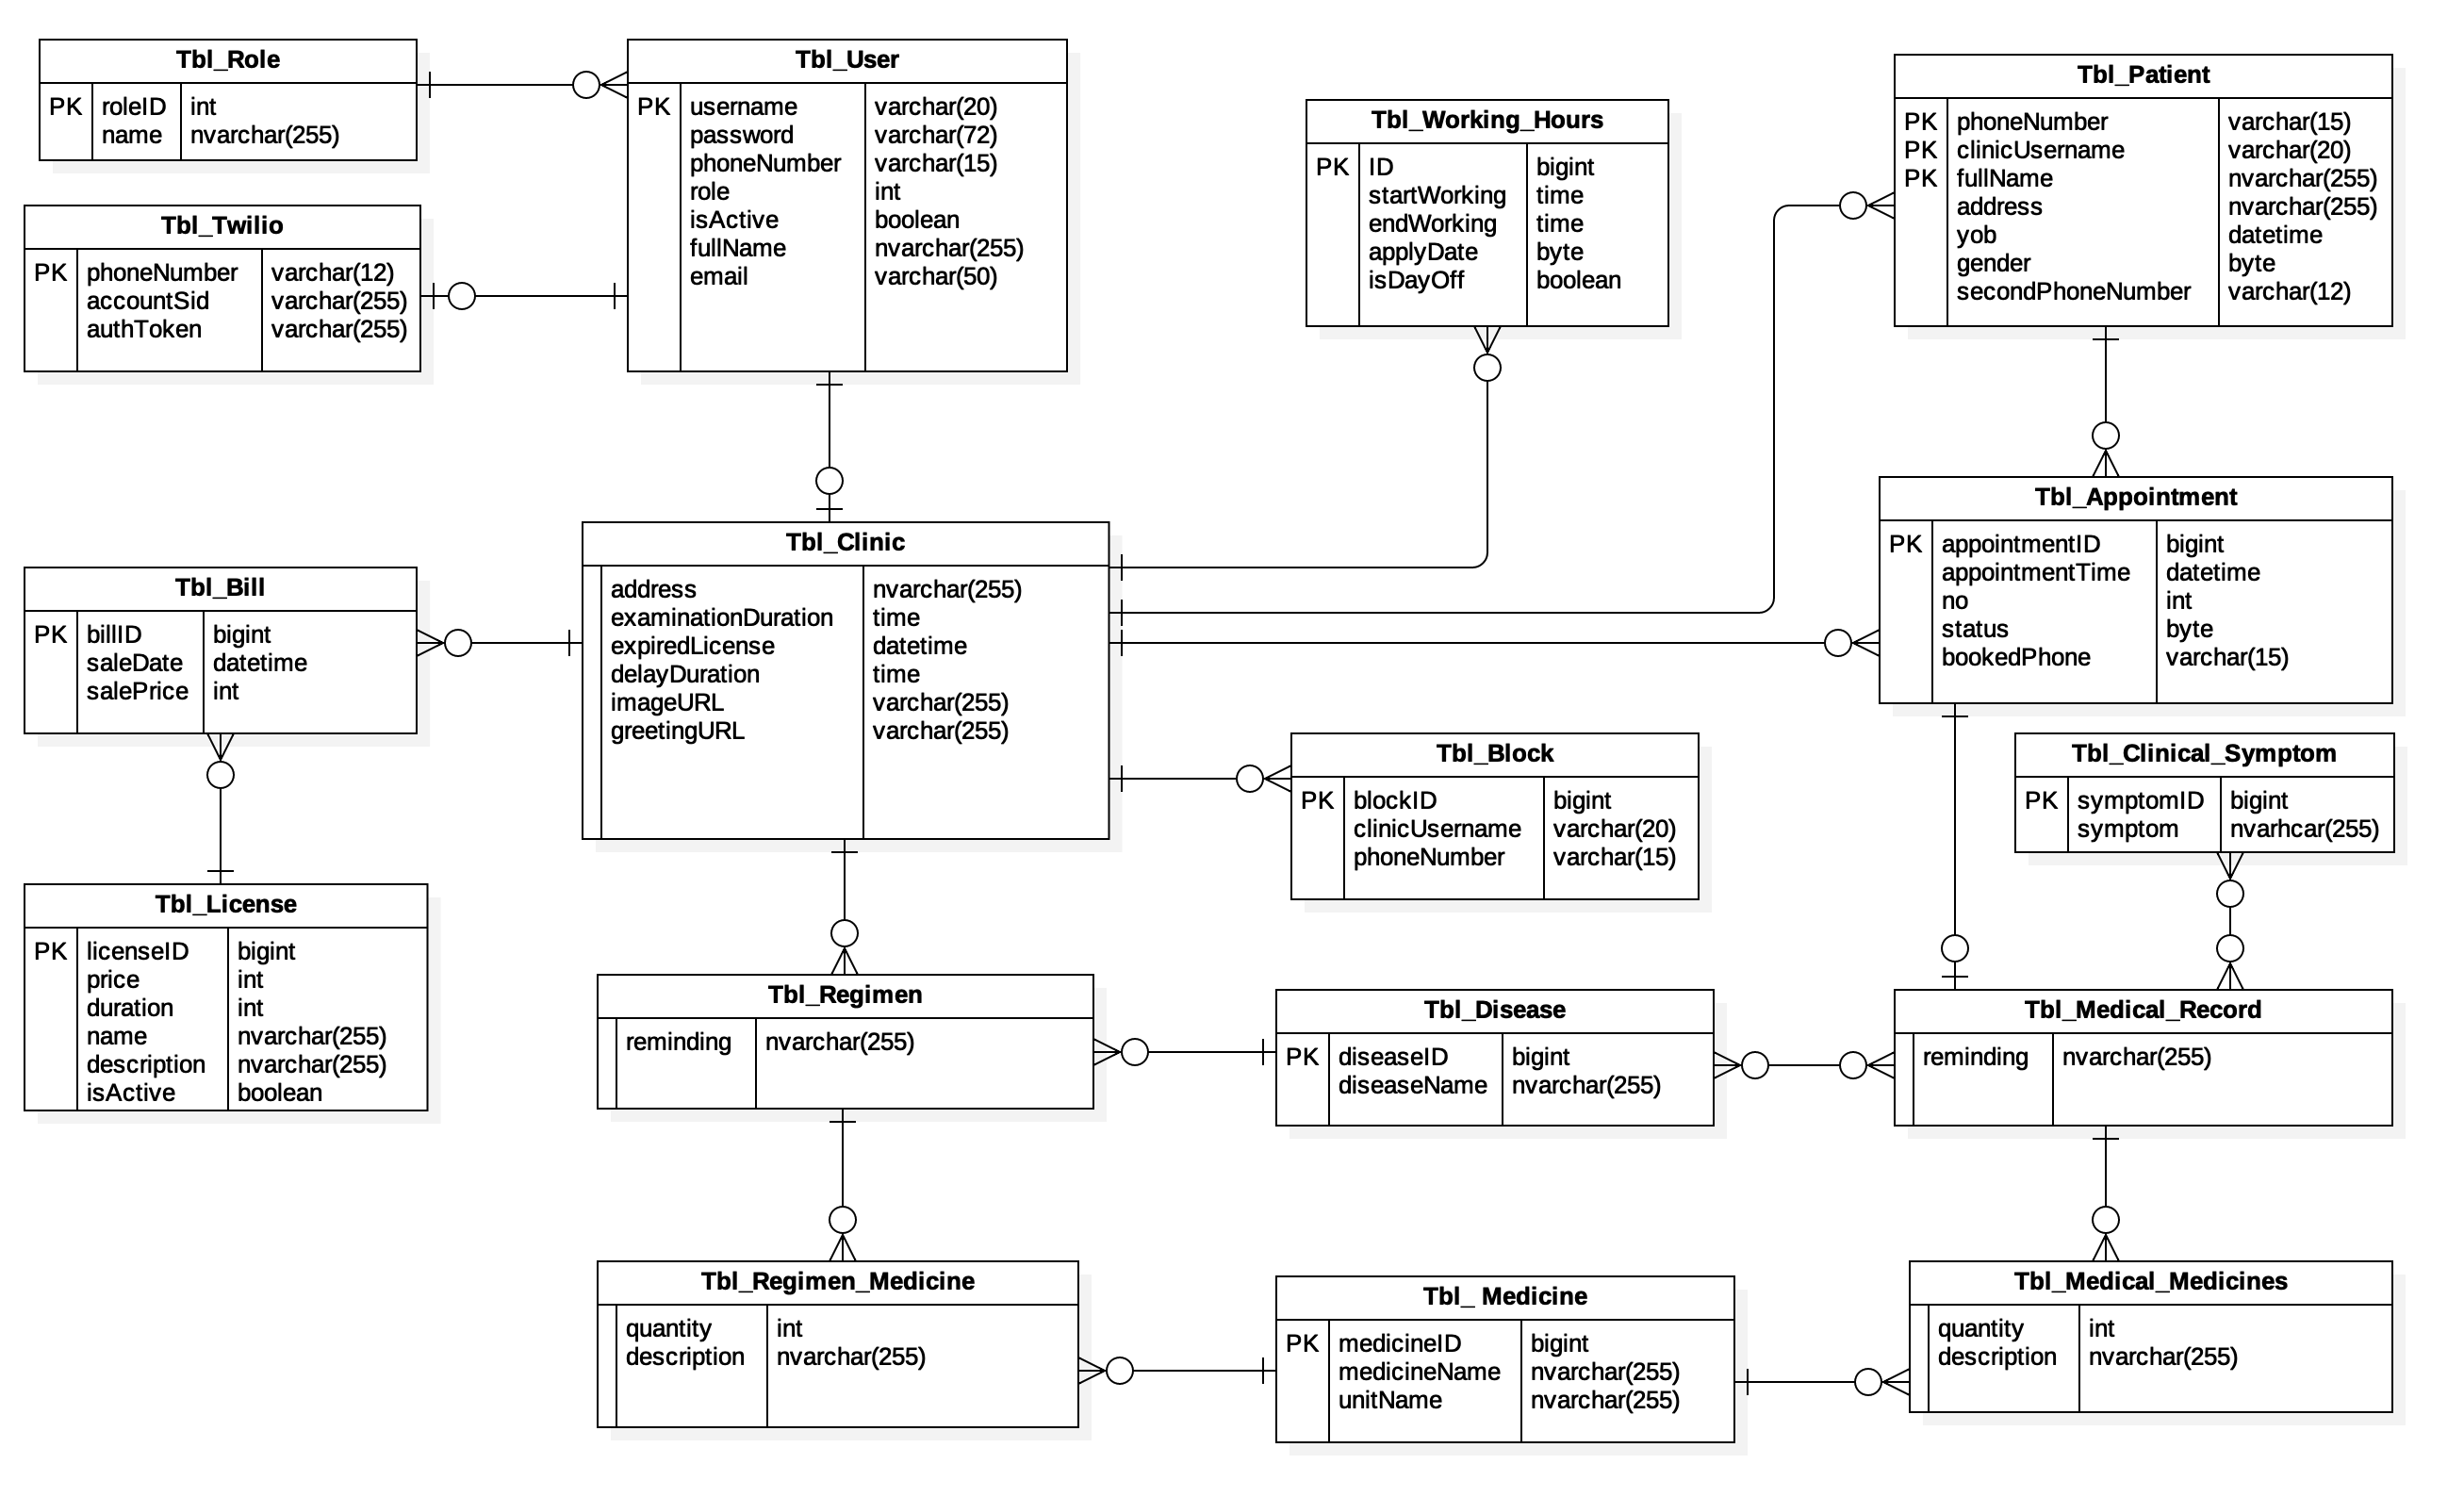 Tbl_Role
PK roleID int
name nvarchar(255)
Tbl_User
PK username varchar(20)
password varchar(72)
phoneNumber varchar(15)
role int
isActive boolean
fullName nvarchar(255)
email varchar(50)
Tbl_Working_Hours
PK ID bigint
startWorking time
endWorking time
applyDate byte
isDayOff boolean
Tbl_Patient
PK phoneNumber varchar(15)
PK clinicUsername varchar(20)
PK fullName nvarchar(255)
address nvarchar(255)
yob datetime
gender byte
secondPhoneNumber varchar(12)
Tbl_Twilio
PK phoneNumber varchar(12)
accountSid varchar(255)
authToken varchar(255)
Tbl_Clinic
address nvarchar(255)
examinationDuration time
expiredLicense datetime
delayDuration time
imageURL varchar(255)
greetingURL varchar(255)
Tbl_Appointment
PK appointmentID bigint
appointmentTime datetime
no int
status byte
bookedPhone varchar(15)
Tbl_Bill
PK billID bigint
saleDate datetime
salePrice int
Tbl_Block
PK blockID bigint
clinicUsername varchar(20)
phoneNumber varchar(15)
Tbl_Clinical_Symptom
PK symptomID bigint
symptom nvarhcar(255)
Tbl_License
PK licenseID bigint
price int
duration int
name nvarchar(255)
description nvarchar(255)
isActive boolean
Tbl_Regimen
reminding nvarchar(255)
Tbl_Disease
PK diseaseID bigint
diseaseName nvarchar(255)
Tbl_Medical_Record
reminding nvarchar(255)
Tbl_Regimen_Medicine
quantity int
description nvarchar(255)
Tbl_ Medicine
PK medicineID bigint
medicineName nvarchar(255)
unitName nvarchar(255)
Tbl_Medical_Medicines
quantity int
description nvarchar(255)